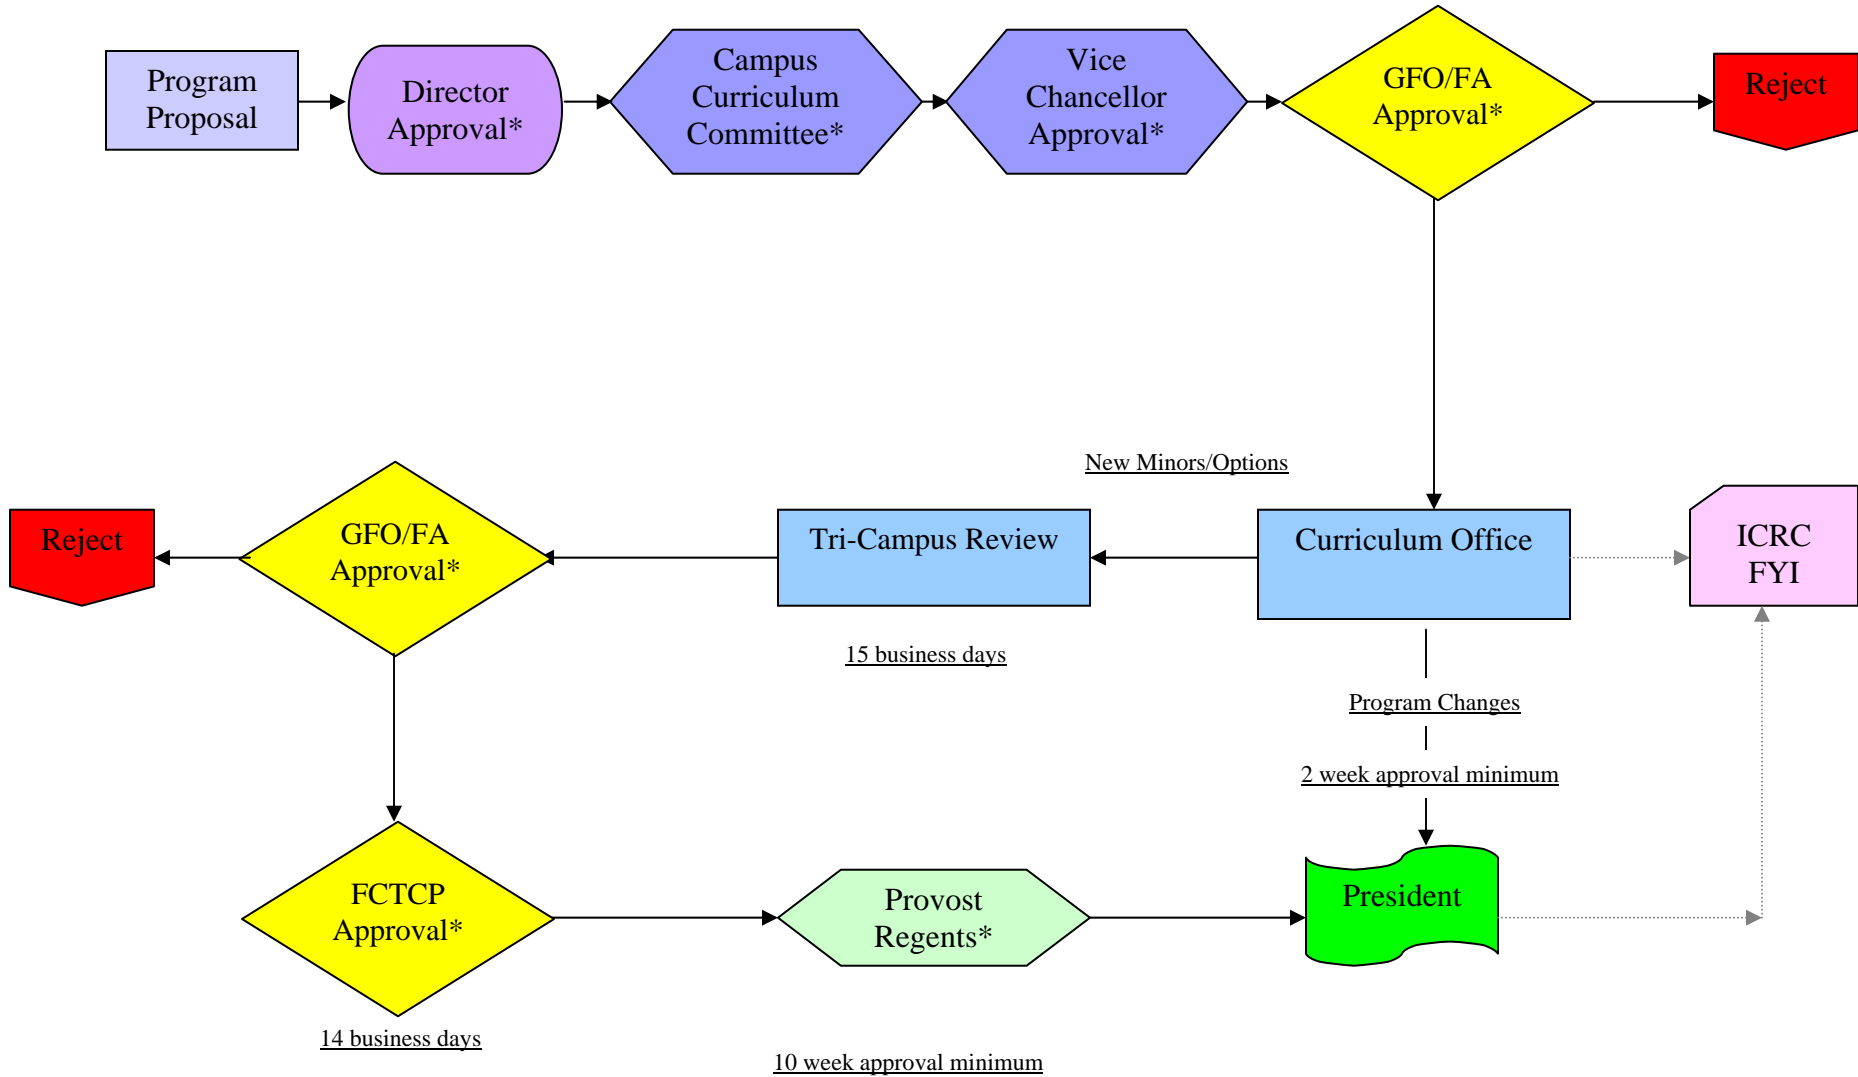 Program
Proposal
Director
Approval*
Campus
Curriculum
Committee*
Vice
Chancellor
Approval*
GFO/FA
Approval*
Reject
New Minors/Options
Reject
GFO/FA
Approval*
Tri-Campus Review
Curriculum Office
ICRC
FYI
15 business days
Program Changes
2 week approval minimum
FCTCP
Approval*
Provost
Regents*
President
14 business days
10 week approval minimum